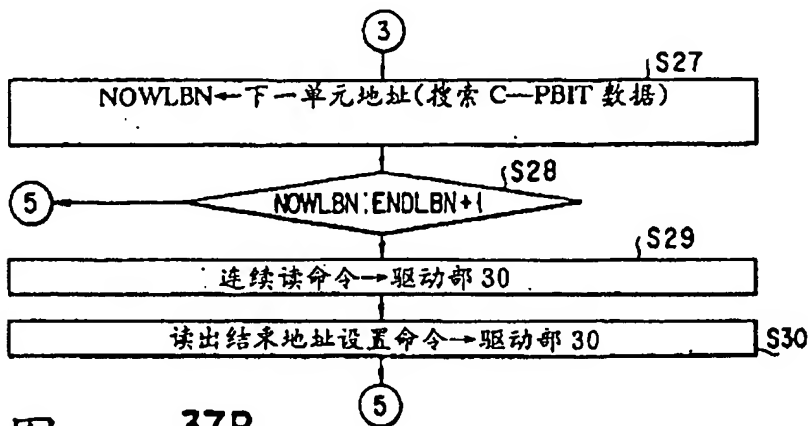 3
S27
NOWLBN←下一单元地址(搜索 C—PBIT 数据)
S28
5
NOWLBN:ENDLBN+1
S29
连续读命令→驱动部 30
读出结束地址设置命令→驱动部 30
S30
5
图 37B